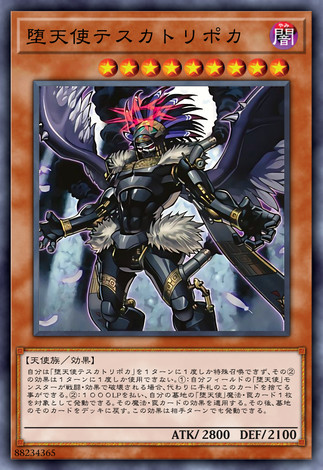 堕天使テスカトリポカ
闇
やみ
【天使族／効果】
自分は「堕天使テスカトリポカ」を１ターンに１度しか特殊召喚できず、その②
の効果は１ターンに１度しか使用できない。①：自分フィールドの「堕天使」モ
ンスターが戦闘・効果で破壊される場合、代わりに手札のこのカードを捨てる
事ができる。②：１０００LPを払い、自分の墓地の「堕天使」魔法・罠カード１枚
を対象として発動できる。その魔法・罠カードの効果を適用する。その後、墓地
のそのカードをデッキに戻す。この効果は相手ターンでも発動できる。
ATK/ 2800 DEF/2100
88234365